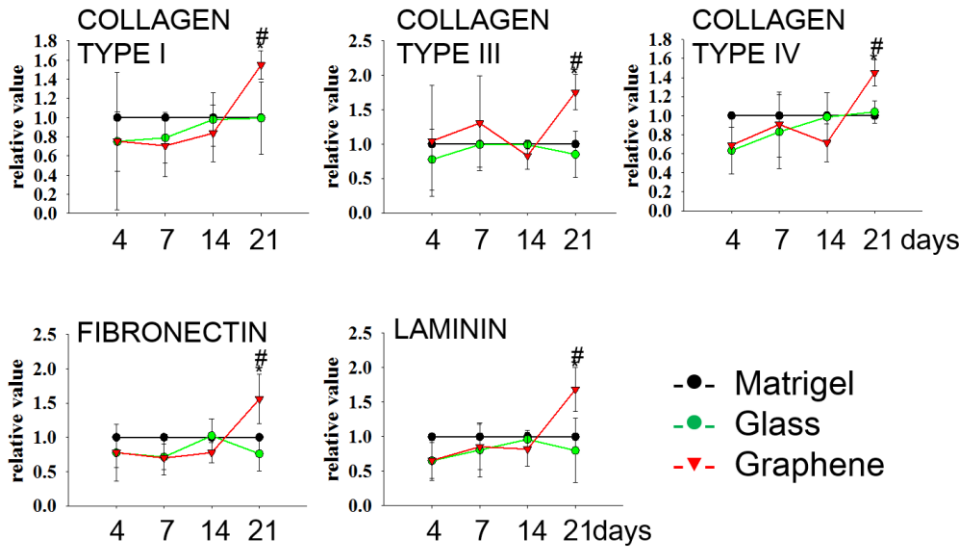 COLLAGEN
TYPE I
#
*
relative value
1.8
1.6
1.4
1.2
1.0
0.8
0.6
0.4
0.2
0.0
4 7 14 21
COLLAGEN
TYPE III
#
*
relative value
2.5
2.0
1.5
1.0
0.5
0.0
4 7 14 21
COLLAGEN
TYPE IV
#
*
relative value
1.8
1.6
1.4
1.2
1.0
0.8
0.6
0.4
0.2
0.0
4 7 14 21 days
FIBRONECTIN
#
*
relative value
2.5
2.0
1.5
1.0
0.5
0.0
4 7 14 21
LAMININ
#
*
relative value
2.5
2.0
1.5
1.0
0.5
0.0
4 7 14 21days
Matrigel
Glass
Graphene